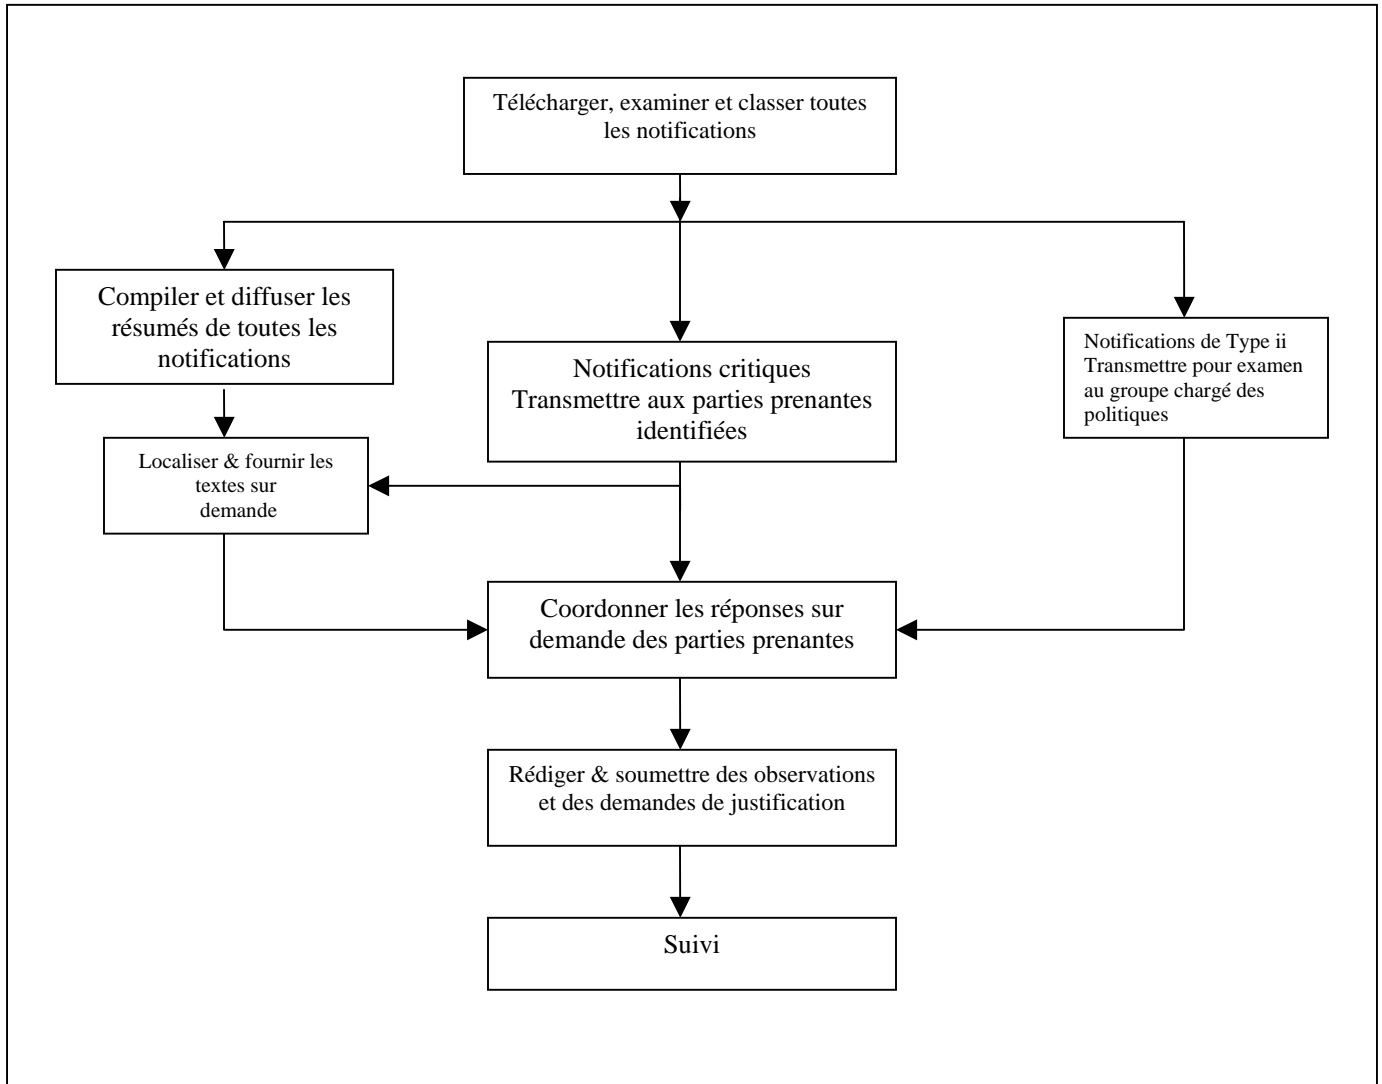 Télécharger, examiner et classer toutes
les notifications
Compiler et diffuser les
résumés de toutes les
notifications
Notifications critiques
Transmettre aux parties prenantes
identifiées
Notifications de Type ii
Transmettre pour examen
au groupe chargé des
politiques
Localiser & fournir les
textes sur
demande
Coordonner les réponses sur
demande des parties prenantes
Rédiger & soumettre des observations
et des demandes de justification
Suivi